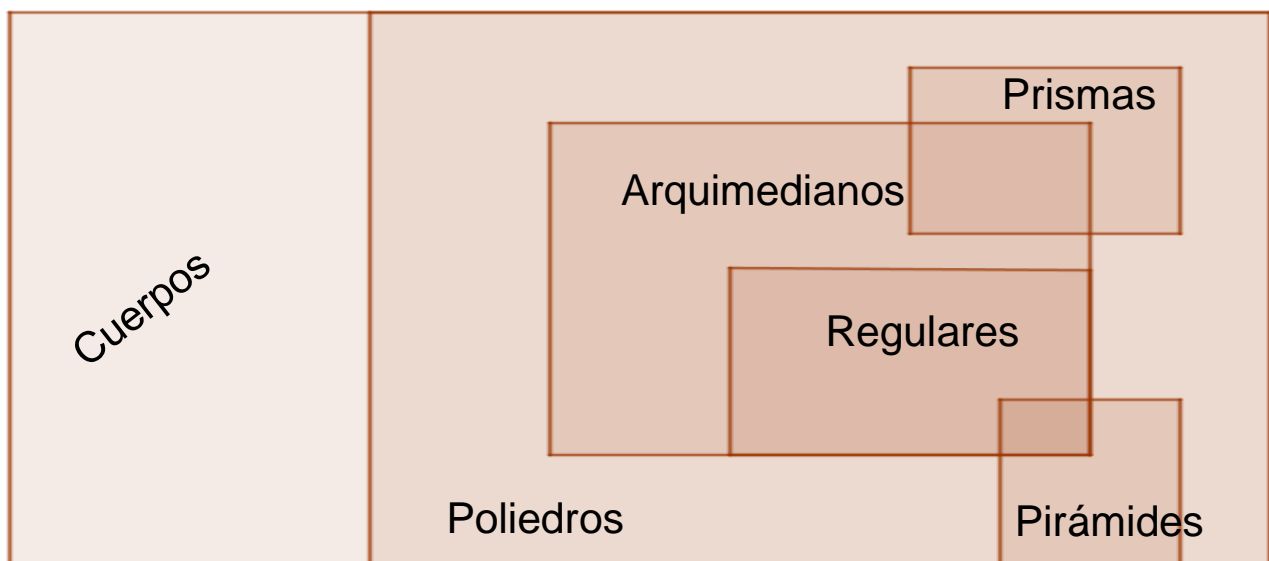 Prismas
Arquimedianos
Cuerpos
Regulares
Poliedros
Pirámides